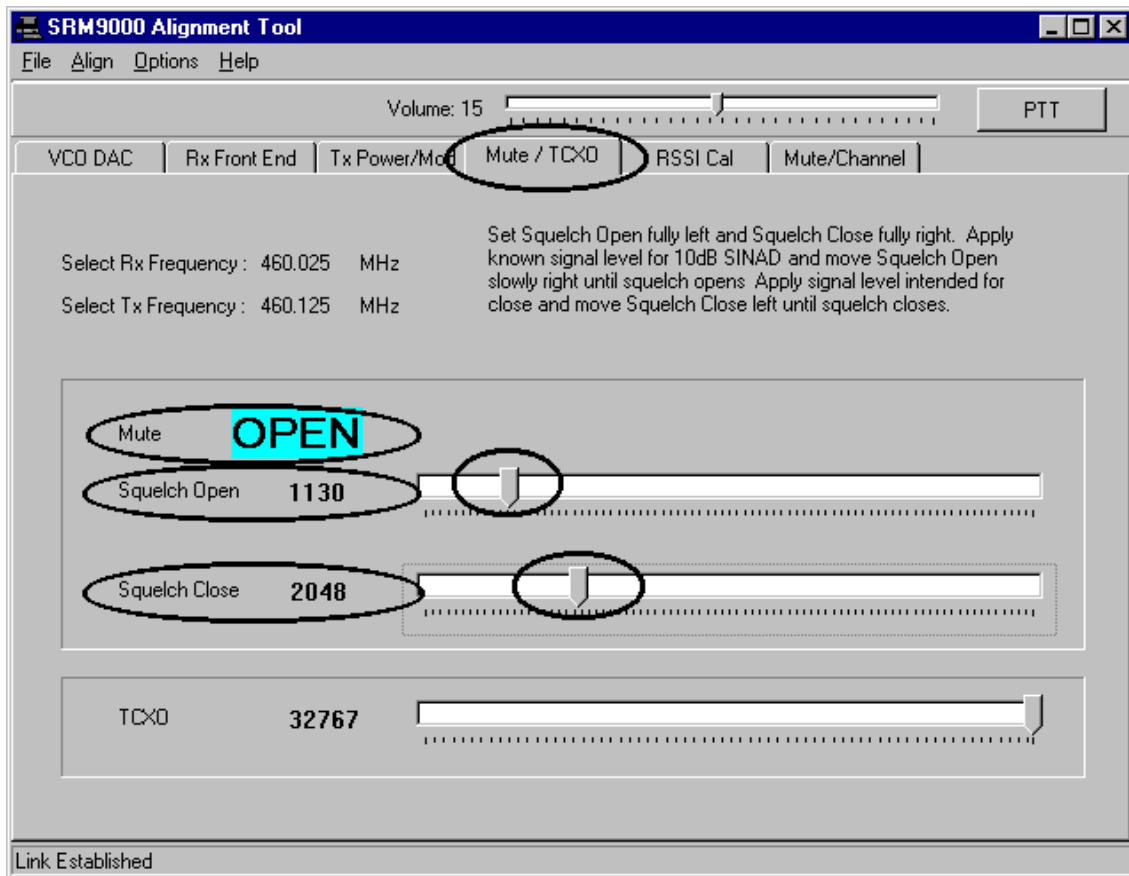 SRM9000 Alignment Tool
File Align Options Help
Volume: 15 PTT
VCO DAC Rx Front End Tx Power/Mod Mute / TCXO RSSI Cal Mute/Channel
Set Squelch Open fully left and Squelch Close fully right. Apply
known signal level for 10dB SINAD and move Squelch Open
slowly right until squelch opens Apply signal level intended for
close and move Squelch Close left until squelch closes.
Select Rx Frequency : 460.025 MHz
Select Tx Frequency : 460.125 MHz
Mute OPEN
Squelch Open 1130
Squelch Close 2048
TCXO 32767
Link Established